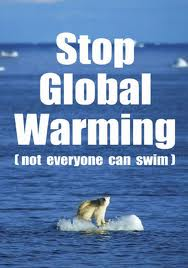 Stop
Global
Warming
( not everyone can swim )